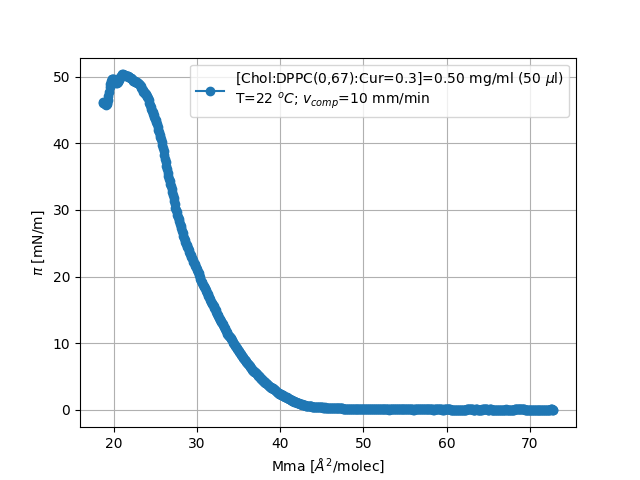 [Chol:DPPC(0,67):Cur=0.3]=0.50 mg/ml (50 μl)
T=22 °C; v_comp=10 mm/min
50
40
30
20
10
0
π [mN/m]
20 30 40 50 60 70
Mma [Å²/molec]